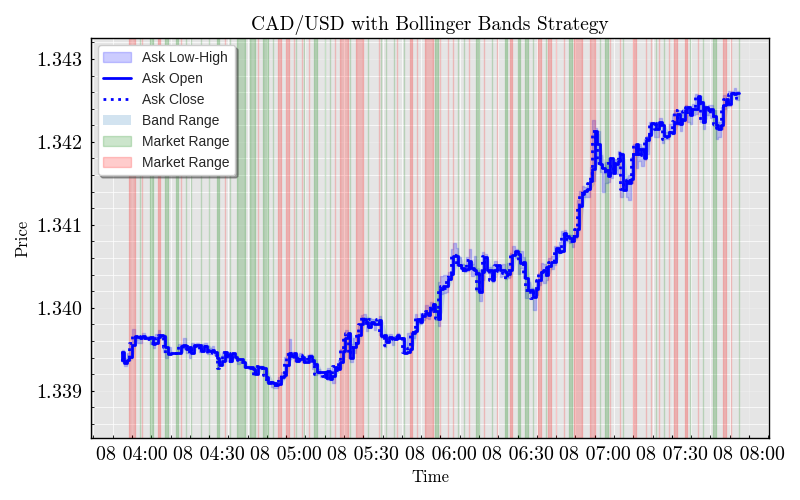 CAD/USD with Bollinger Bands Strategy
1.343
1.342
1.341
1.340
1.339
Price
Ask Low-High
Ask Open
Ask Close
Band Range
Market Range
Market Range
08 04:00 08 04:30 08 05:00 08 05:30 08 06:00 08 06:30 08 07:00 08 07:30 08 08:00
Time